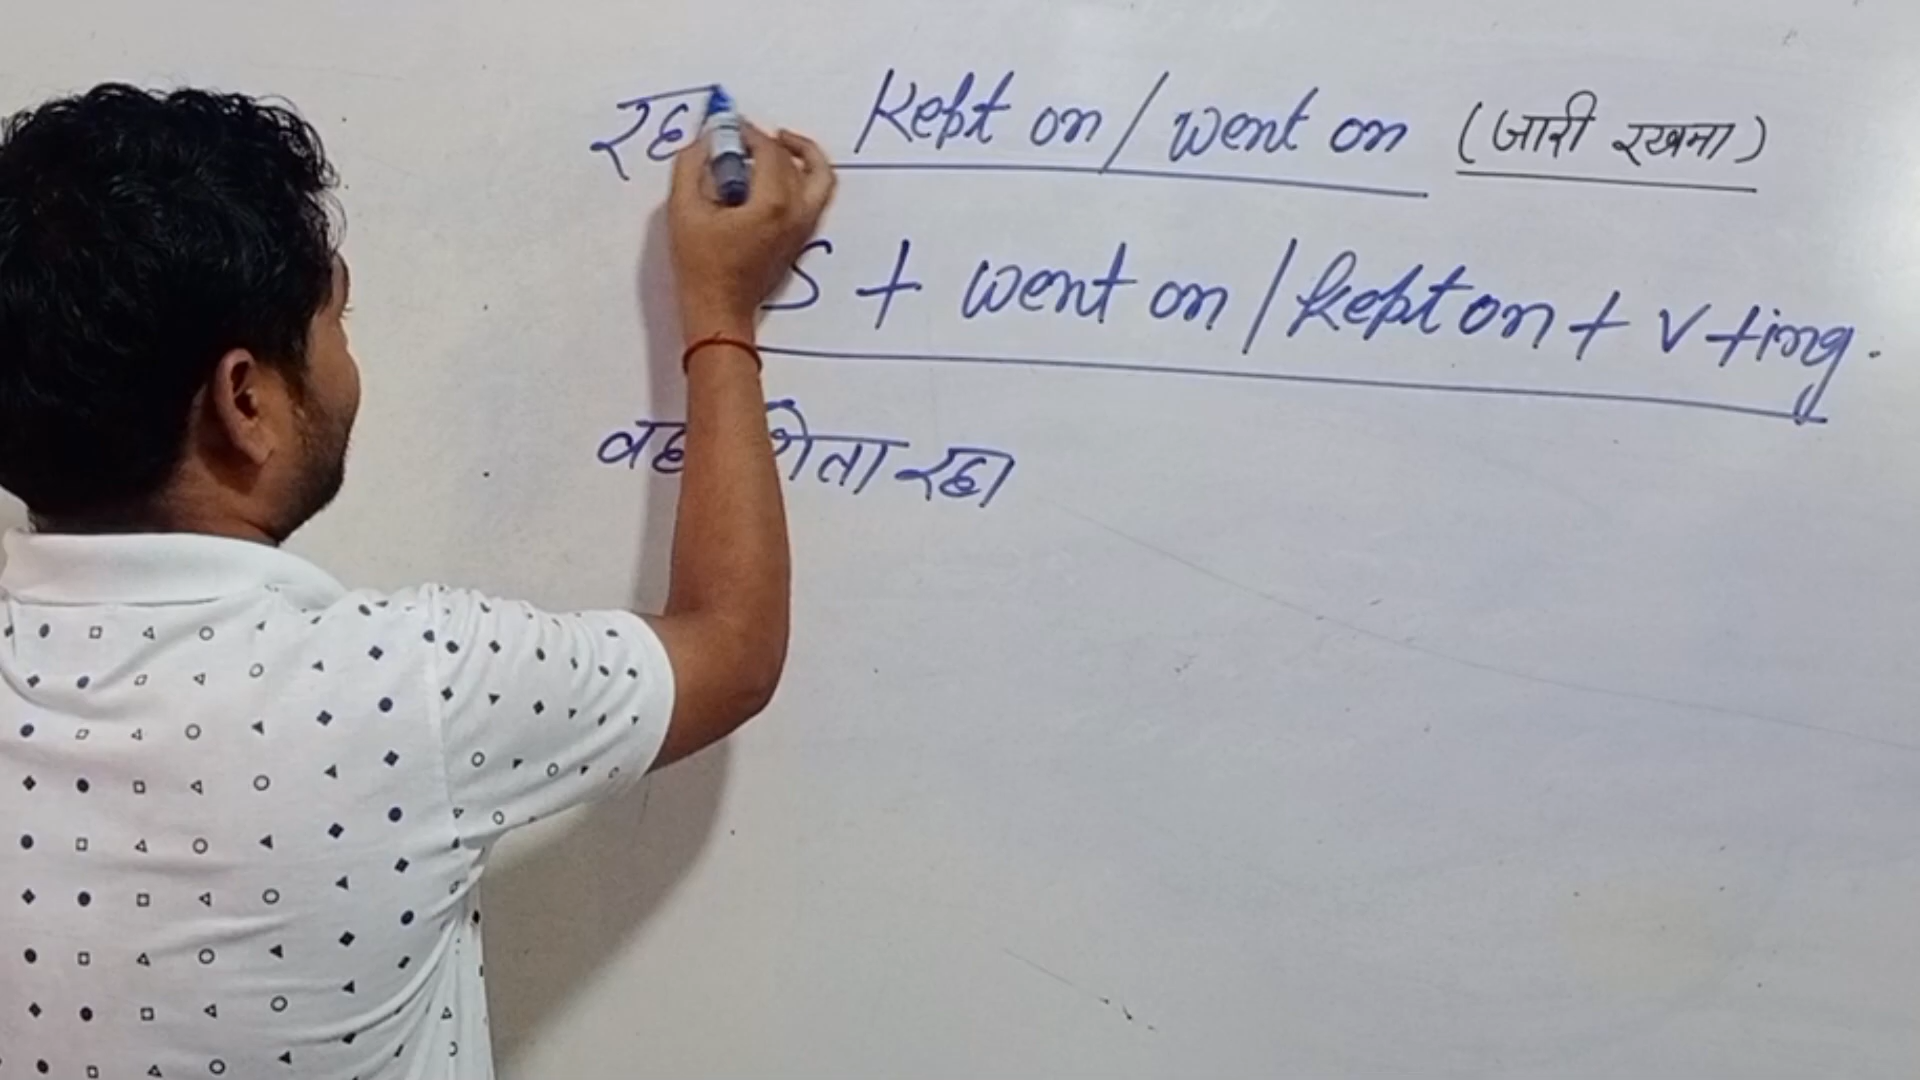 रह Kept on / went on (जारी रखना)
S + went on / kept on + V + ing.
वह रहा